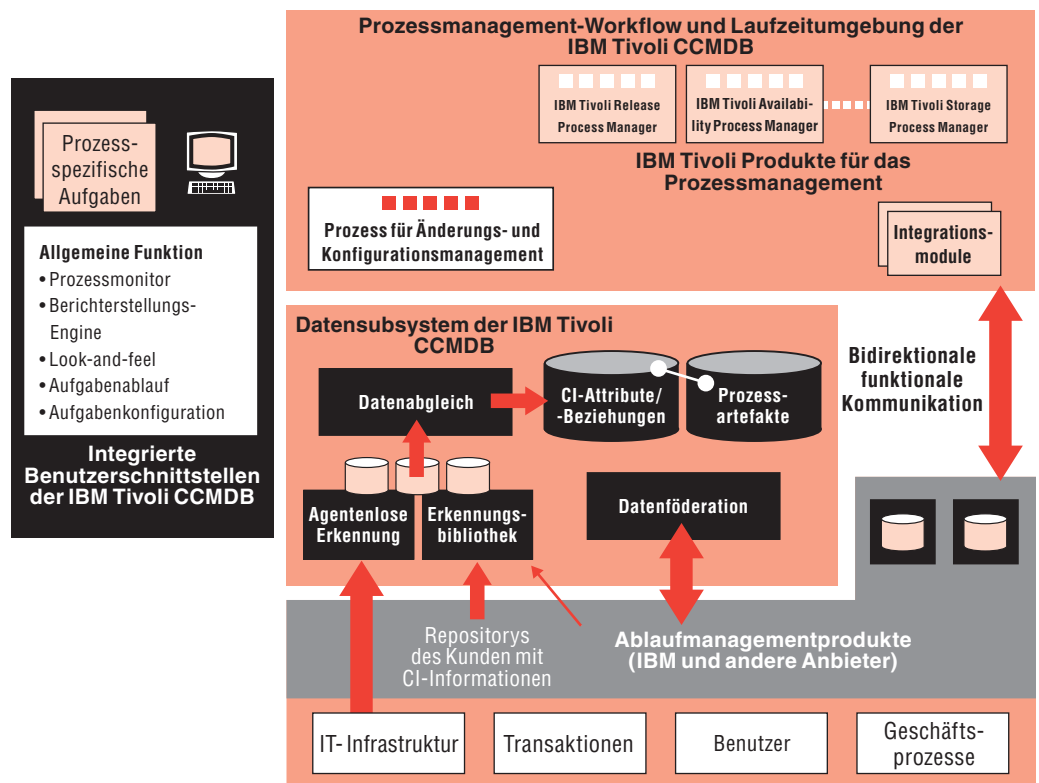 Prozessmanagement-Workflow und Laufzeitumgebung der
IBM Tivoli CCMDB
IBM Tivoli Release
Process Manager
IBM Tivoli Availabi-
lity Process Manager
IBM Tivoli Storage
Process Manager
IBM Tivoli Produkte für das
Prozessmanagement
Prozess für Änderungs- und
Konfigurationsmanagement
Integrations-
module
Prozess-
spezifische
Aufgaben
Allgemeine Funktion
• Prozessmonitor
• Berichterstellungs-
Engine
• Look-and-feel
• Aufgabenablauf
• Aufgabenkonfiguration
Integrierte
Benutzerschnittstellen
der IBM Tivoli CCMDB
Datensubsystem der IBM Tivoli
CCMDB
Datenabgleich
CI-Attribute/
-Beziehungen
Prozess-
artefakte
Agentenlose
Erkennung
Erkennungs-
bibliothek
Datenföderation
Bidirektionale
funktionale
Kommunikation
Repositorys
des Kunden mit
CI-Informationen
Ablaufmanagementprodukte
(IBM und andere Anbieter)
IT- Infrastruktur
Transaktionen
Benutzer
Geschäfts-
prozesse